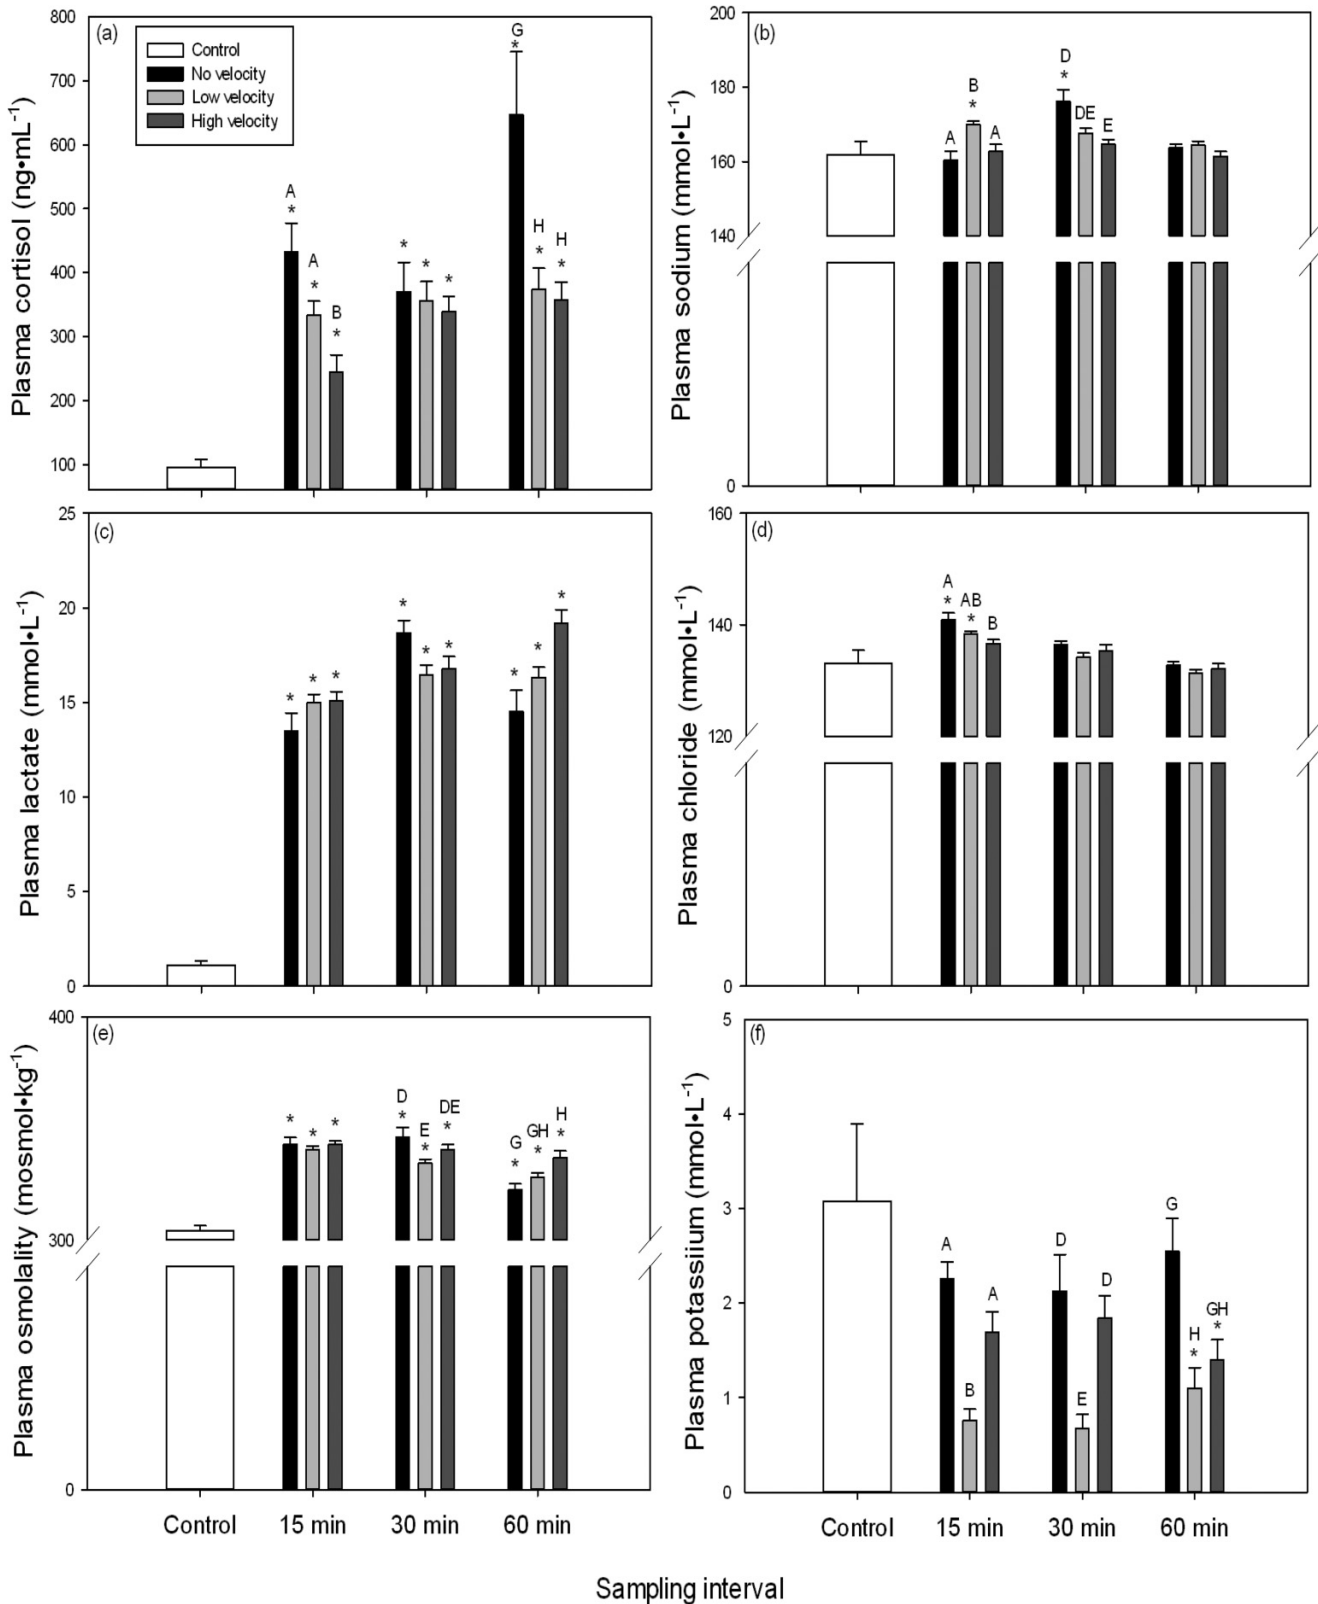 (a)
Control
No velocity
Low velocity
High velocity
Plasma cortisol (ng•mL⁻¹)
800
700
600
500
400
300
200
100
A
*
A
*
B
*
*
*
*
G
*
H
*
H
*
(b)
Plasma sodium (mmol•L⁻¹)
200
180
160
140
0
A
B
*
A
D
*
DE
E
(c)
Plasma lactate (mmol•L⁻¹)
25
20
15
10
5
0
*
*
*
*
*
*
*
*
*
(d)
Plasma chloride (mmol•L⁻¹)
160
140
120
0
A
*
AB
*
B
(e)
Plasma osmolality (mosmol•kg⁻¹)
400
300
0
*
*
*
D
*
E
*
DE
*
G
*
GH
*
H
*
Control
15 min
30 min
60 min
(f)
Plasma potassiium (mmol•L⁻¹)
5
4
3
2
1
0
A
B
A
D
E
D
G
H
*
GH
*
Control
15 min
30 min
60 min
Sampling interval